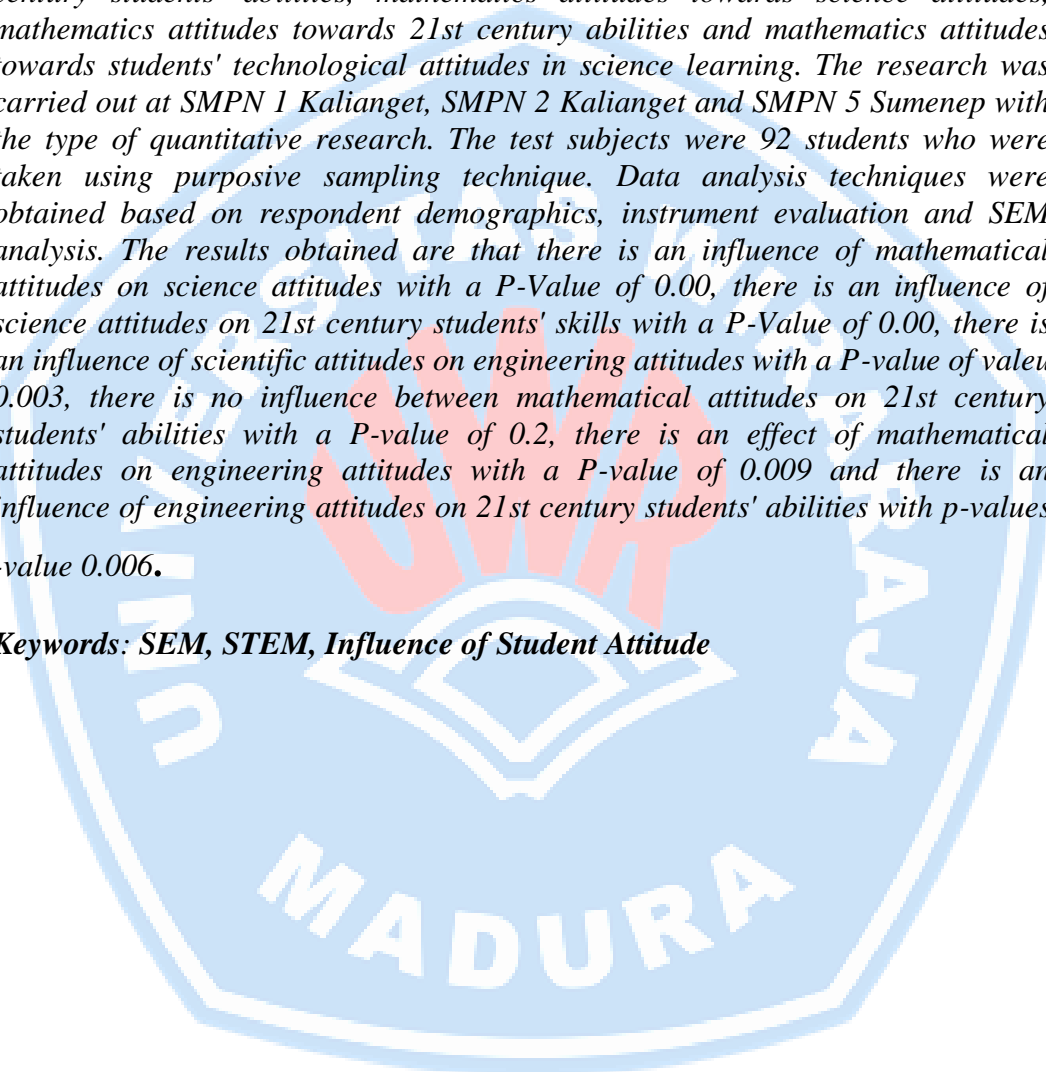 mathematics attitudes towards 21st century abilities and mathematics attitudes
towards students' technological attitudes in science learning. The research was
carried out at SMPN 1 Kalianget, SMPN 2 Kalianget and SMPN 5 Sumenep with
the type of quantitative research. The test subjects were 92 students who were
taken using purposive sampling technique. Data analysis techniques were
obtained based on respondent demographics, instrument evaluation and SEM
analysis. The results obtained are that there is an influence of mathematical
attitudes on science attitudes with a P-Value of 0.00, there is an influence of
science attitudes on 21st century students' skills with a P-Value of 0.00, there is
an influence of scientific attitudes on engineering attitudes with a P-value of valeu
0.003, there is no influence between mathematical attitudes on 21st century
students' abilities with a P-value of 0.2, there is an effect of mathematical
attitudes on engineering attitudes with a P-value of 0.009 and there is an
influence of engineering attitudes on 21st century students' abilities with p-values
-value 0.006.
Keywords: SEM, STEM, Influence of Student Attitude
UNIVERSITAS WIRARAJA
UWR
MADURA